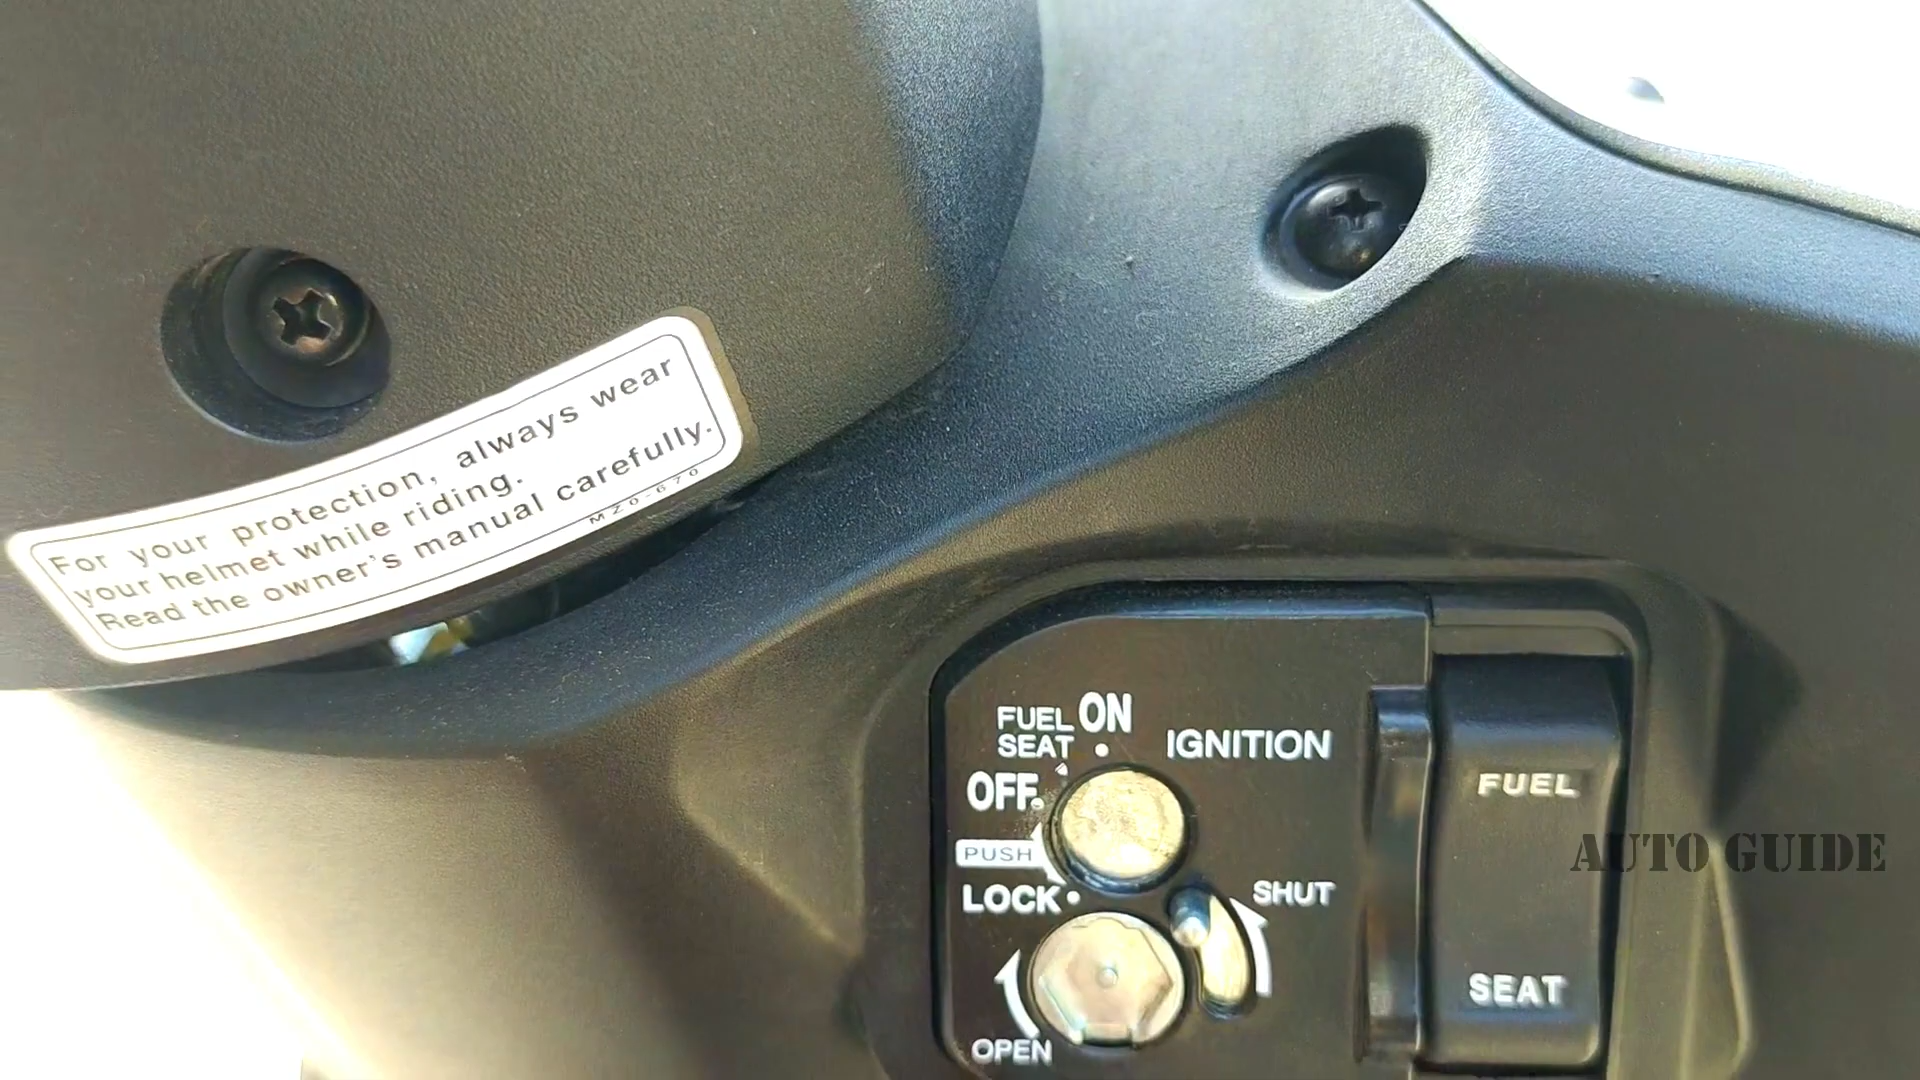 For your protection, always wear
your helmet while riding.
Read the owner's manual carefully.
MZ0-670
FUEL
SEAT
ON
IGNITION
OFF
PUSH
LOCK
SHUT
OPEN
FUEL
SEAT
AUTO GUIDE